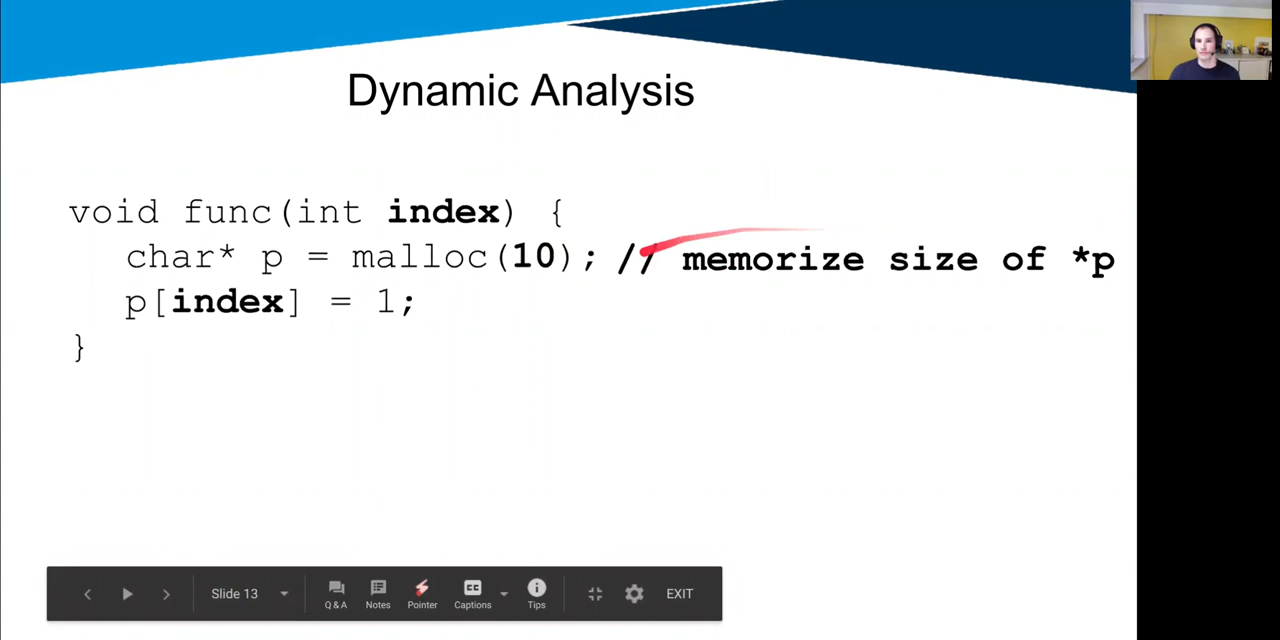 Dynamic Analysis
void func(int index) {
char* p = malloc(10); // memorize size of *p
p[index] = 1;
}
Slide 13
Q & A
Notes
Pointer
CC
Captions
Tips
EXIT